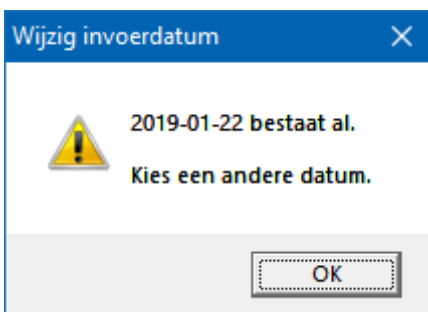 Wijzig invoerdatum
2019-01-22 bestaat al.
Kies een andere datum.
OK